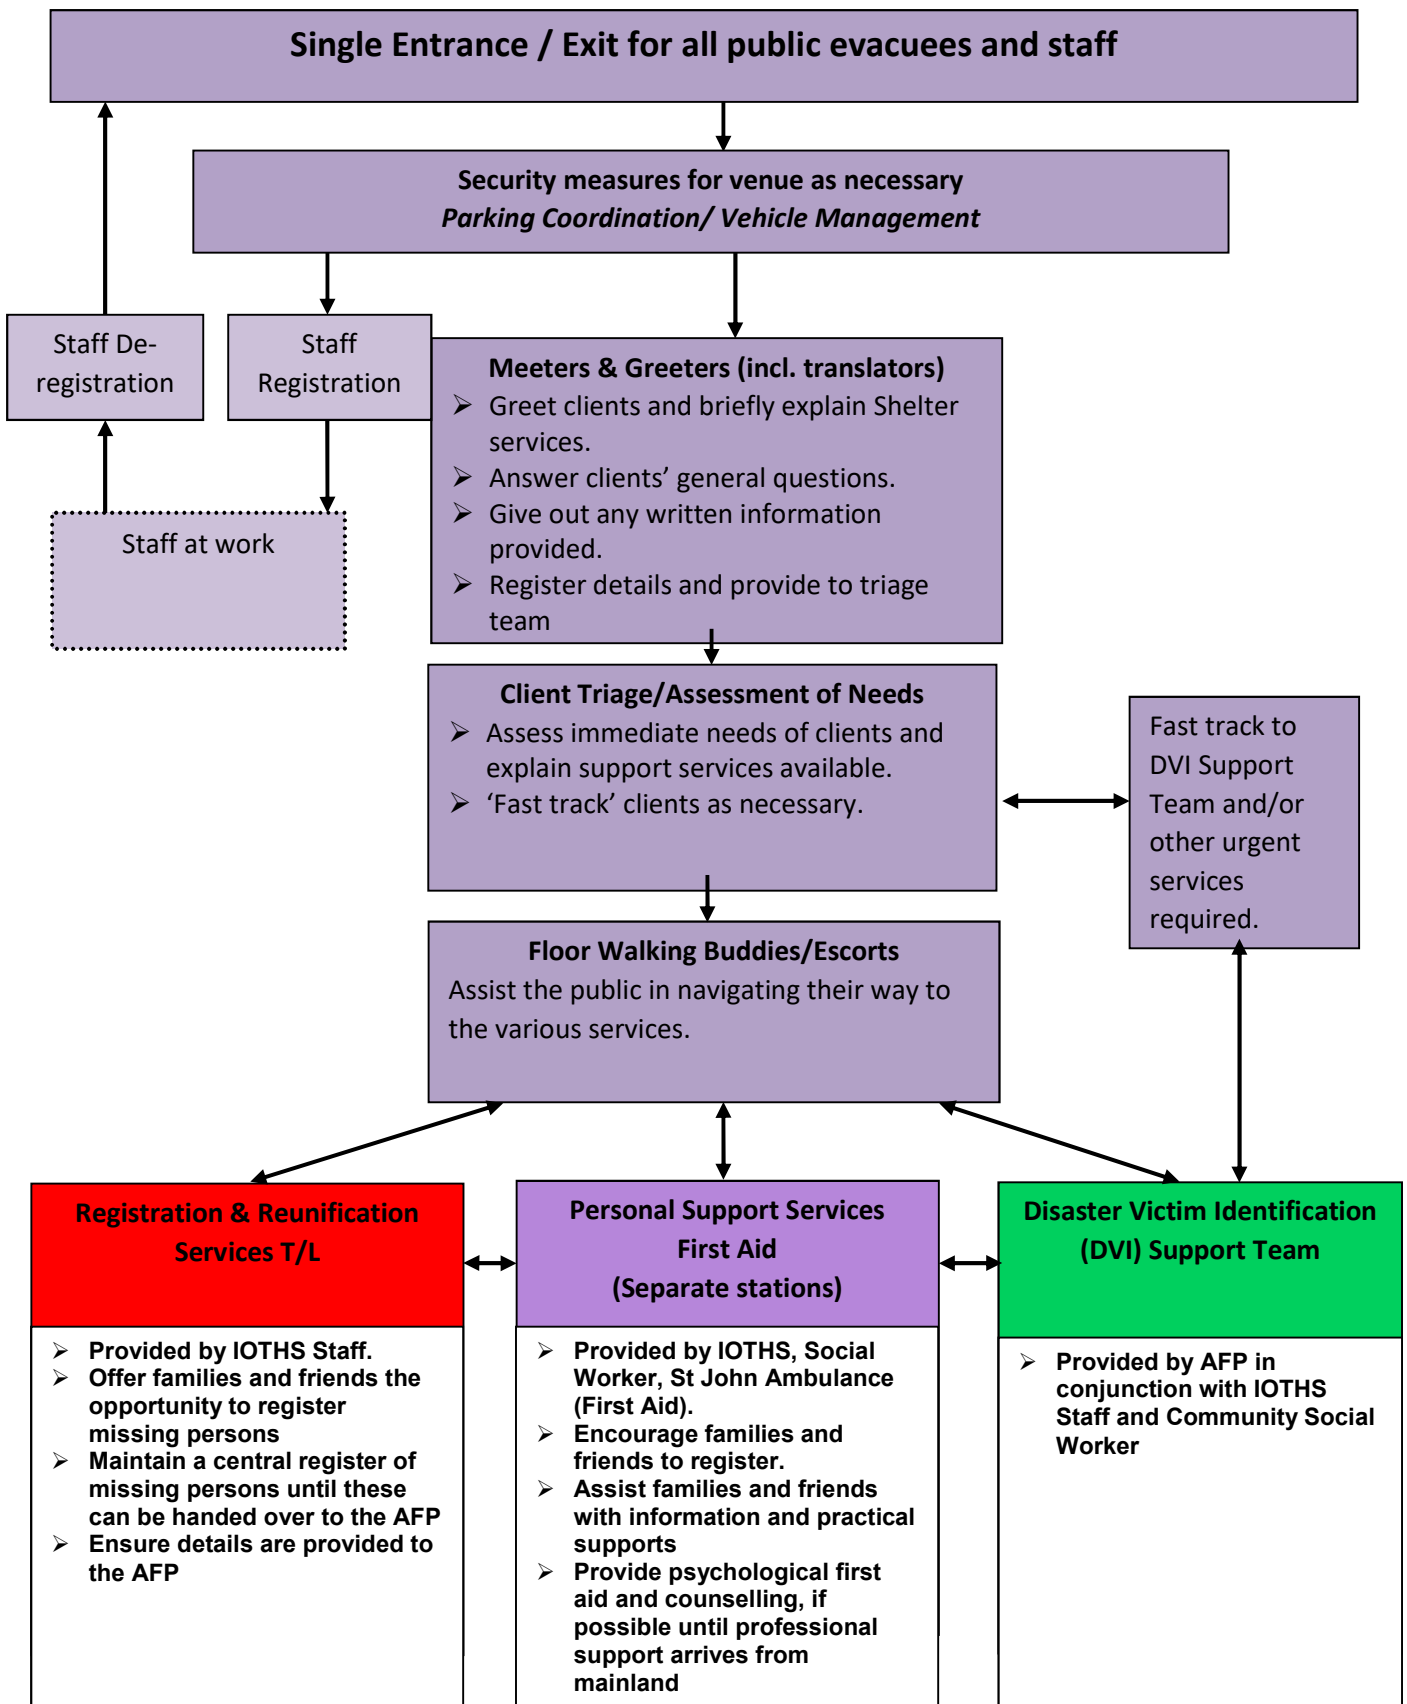 Single Entrance / Exit for all public evacuees and staff
Security measures for venue as necessary
Parking Coordination/ Vehicle Management
Staff De-
registration
Staff
Registration
Staff at work
Meeters & Greeters (incl. translators)
➢ Greet clients and briefly explain Shelter
services.
➢ Answer clients’ general questions.
➢ Give out any written information
provided.
➢ Register details and provide to triage
team
Client Triage/Assessment of Needs
➢ Assess immediate needs of clients and
explain support services available.
➢ ‘Fast track’ clients as necessary.
Fast track to
DVI Support
Team and/or
other urgent
services
required.
Floor Walking Buddies/Escorts
Assist the public in navigating their way to
the various services.
Registration & Reunification
Services T/L
➢ Provided by IOTHS Staff.
➢ Offer families and friends the
opportunity to register
missing persons
➢ Maintain a central register of
missing persons until these
can be handed over to the AFP
➢ Ensure details are provided to
the AFP
Personal Support Services
First Aid
(Separate stations)
➢ Provided by IOTHS, Social
Worker, St John Ambulance
(First Aid).
➢ Encourage families and
friends to register.
➢ Assist families and friends
with information and practical
supports
➢ Provide psychological first
aid and counselling, if
possible until professional
support arrives from
mainland
Disaster Victim Identification
(DVI) Support Team
➢ Provided by AFP in
conjunction with IOTHS
Staff and Community Social
Worker